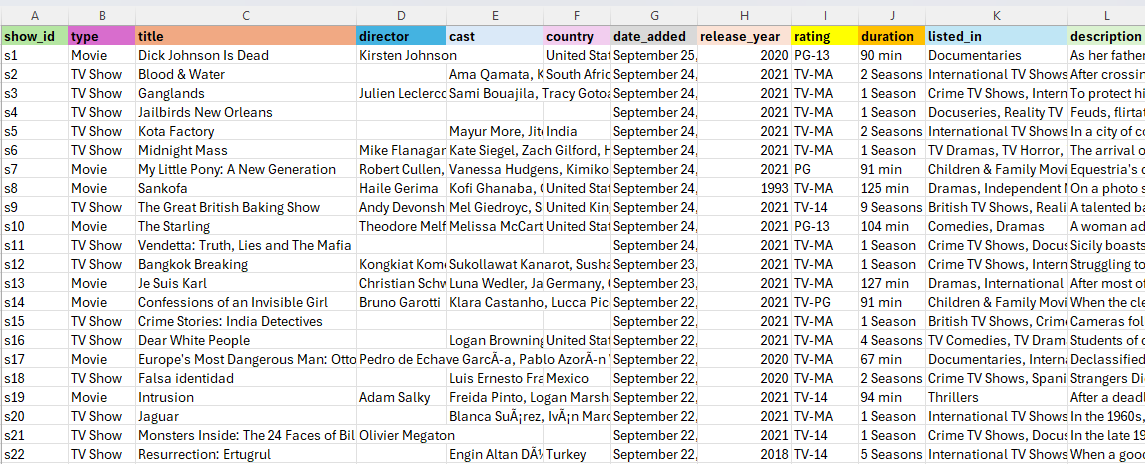 A B C D E F G H I J K L
show_id type title director cast country date_added release_year rating duration listed_in description
s1 Movie Dick Johnson Is Dead Kirsten Johnson United Stat September 25, 2020 PG-13 90 min Documentaries As her father
s2 TV Show Blood & Water Ama Qamata, K South Afric September 24, 2021 TV-MA 2 Seasons International TV Shows After crossin
s3 TV Show Ganglands Julien Leclerc Sami Bouajila, Tracy Gotoa September 24, 2021 TV-MA 1 Season Crime TV Shows, Intern To protect hi
s4 TV Show Jailbirds New Orleans September 24, 2021 TV-MA 1 Season Docuseries, Reality TV Feuds, flirtat
s5 TV Show Kota Factory Mayur More, Jite India September 24, 2021 TV-MA 2 Seasons International TV Shows In a city of co
s6 TV Show Midnight Mass Mike Flanagan Kate Siegel, Zach Gilford, H September 24, 2021 TV-MA 1 Season TV Dramas, TV Horror, The arrival o
s7 Movie My Little Pony: A New Generation Robert Cullen, Vanessa Hudgens, Kimiko September 24, 2021 PG 91 min Children & Family Movi Equestria's d
s8 Movie Sankofa Haile Gerima Kofi Ghanaba, United Stat September 24, 1993 TV-MA 125 min Dramas, Independent M On a photo s
s9 TV Show The Great British Baking Show Andy Devonsh Mel Giedroyc, S United Kin September 24, 2021 TV-14 9 Seasons British TV Shows, Reali A talented ba
s10 Movie The Starling Theodore Melf Melissa McCart United Stat September 24, 2021 PG-13 104 min Comedies, Dramas A woman ad
s11 TV Show Vendetta: Truth, Lies and The Mafia September 24, 2021 TV-MA 1 Season Crime TV Shows, Docus Sicily boasts
s12 TV Show Bangkok Breaking Kongkiat Kom Sukollawat Kanarot, Susha September 23, 2021 TV-MA 1 Season Crime TV Shows, Intern Struggling to
s13 Movie Je Suis Karl Christian Schw Luna Wedler, Ja Germany, September 23, 2021 TV-MA 127 min Dramas, International After most of
s14 Movie Confessions of an Invisible Girl Bruno Garotti Klara Castanho, Lucca Pic September 22, 2021 TV-PG 91 min Children & Family Movi When the cle
s15 TV Show Crime Stories: India Detectives September 22, 2021 TV-MA 1 Season British TV Shows, Crime Cameras fol
s16 TV Show Dear White People Logan Browning United Stat September 22, 2021 TV-MA 4 Seasons TV Comedies, TV Dram Students of c
s17 Movie Europe's Most Dangerous Man: Otto Pedro de Echave GarcÃ-a, Pablo AzorÃ-n September 22, 2020 TV-MA 67 min Documentaries, Interna Declassified
s18 TV Show Falsa identidad Luis Ernesto Fra Mexico September 22, 2020 TV-MA 2 Seasons Crime TV Shows, Spani Strangers Di
s19 Movie Intrusion Adam Salky Freida Pinto, Logan Marsh September 22, 2021 TV-14 94 min Thrillers After a deadl
s20 TV Show Jaguar Blanca SuÃ¡rez, IvÃ¡n Marc September 22, 2021 TV-MA 1 Season International TV Shows In the 1960s,
s21 TV Show Monsters Inside: The 24 Faces of Bil Olivier Megaton September 22, 2021 TV-14 1 Season Crime TV Shows, Docus In the late 19
s22 TV Show Resurrection: Ertugrul Engin Altan DÃ¼ Turkey September 22, 2018 TV-14 5 Seasons International TV Shows When a good